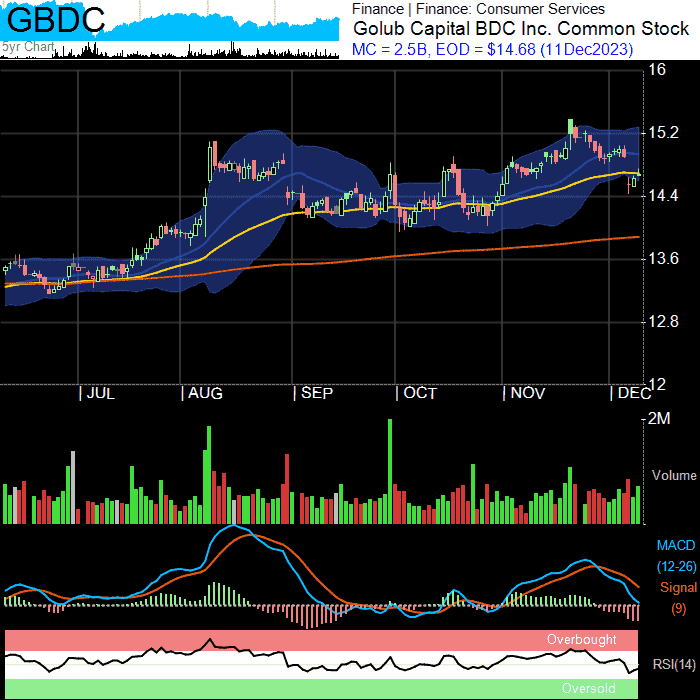 GBDC
5yr Chart
Finance | Finance: Consumer Services
Golub Capital BDC Inc. Common Stock
MC = 2.5B, EOD = $14.68 (11Dec2023)
16
15.2
14.4
13.6
12.8
12
| JUL
| AUG
| SEP
| OCT
| NOV
| DEC
2M
Volume
MACD
(12-26)
Signal
(9)
Overbought
RSI(14)
Oversold